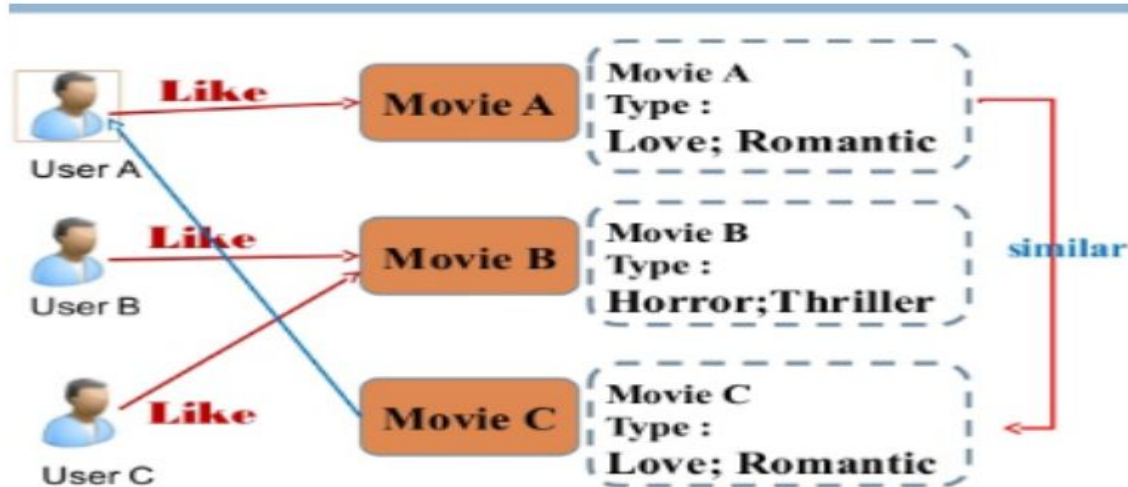 Like
Movie A
Movie A
Type :
Love; Romantic
User A
Like
Movie B
Movie B
Type :
Horror;Thriller
similar
User B
Like
Movie C
Movie C
Type :
Love; Romantic
User C